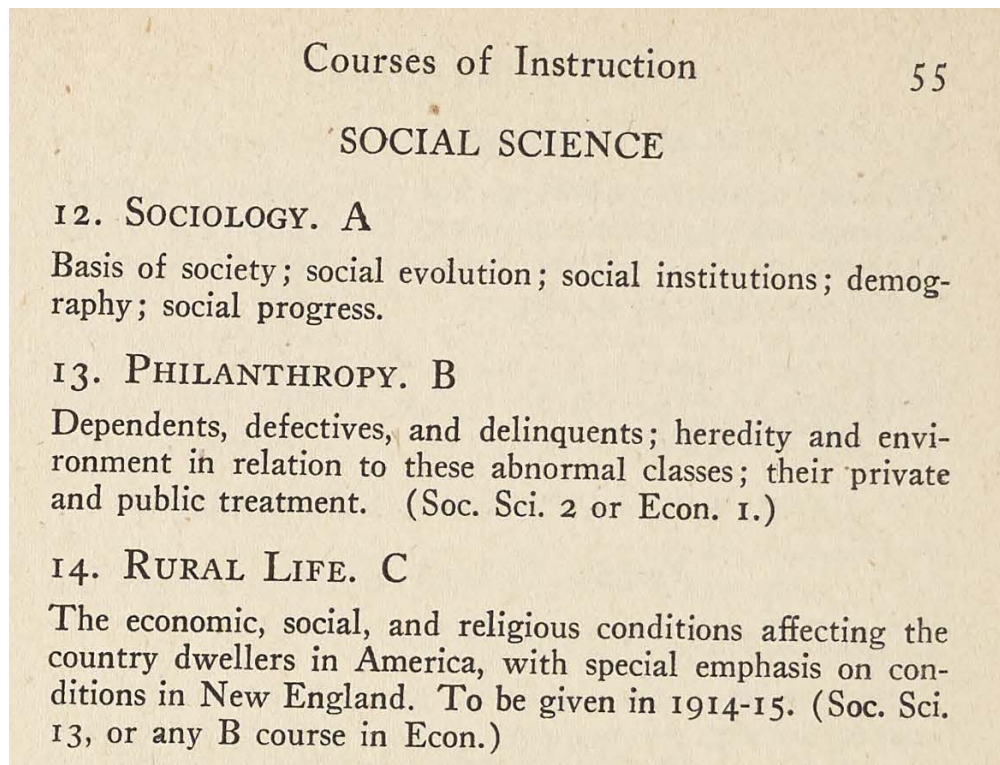 Courses of Instruction 55
SOCIAL SCIENCE
12. SOCIOLOGY. A
Basis of society; social evolution; social institutions; demog-
raphy; social progress.
13. PHILANTHROPY. B
Dependents, defectives, and delinquents; heredity and envi-
ronment in relation to these abnormal classes; their private
and public treatment. (Soc. Sci. 2 or Econ. 1.)
14. RURAL LIFE. C
The economic, social, and religious conditions affecting the
country dwellers in America, with special emphasis on con-
ditions in New England. To be given in 1914-15. (Soc. Sci.
13, or any B course in Econ.)